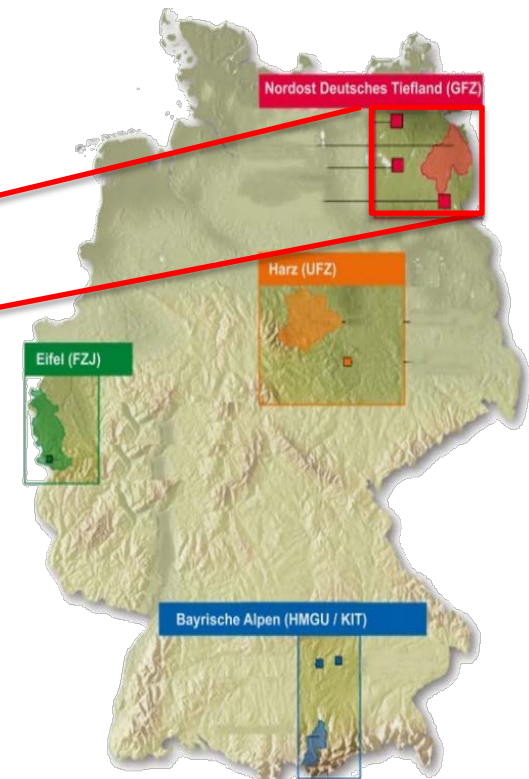 Nordost Deutsches Tiefland (GFZ)
Harz (UFZ)
Eifel (FZJ)
Bayrische Alpen (HMGU / KIT)